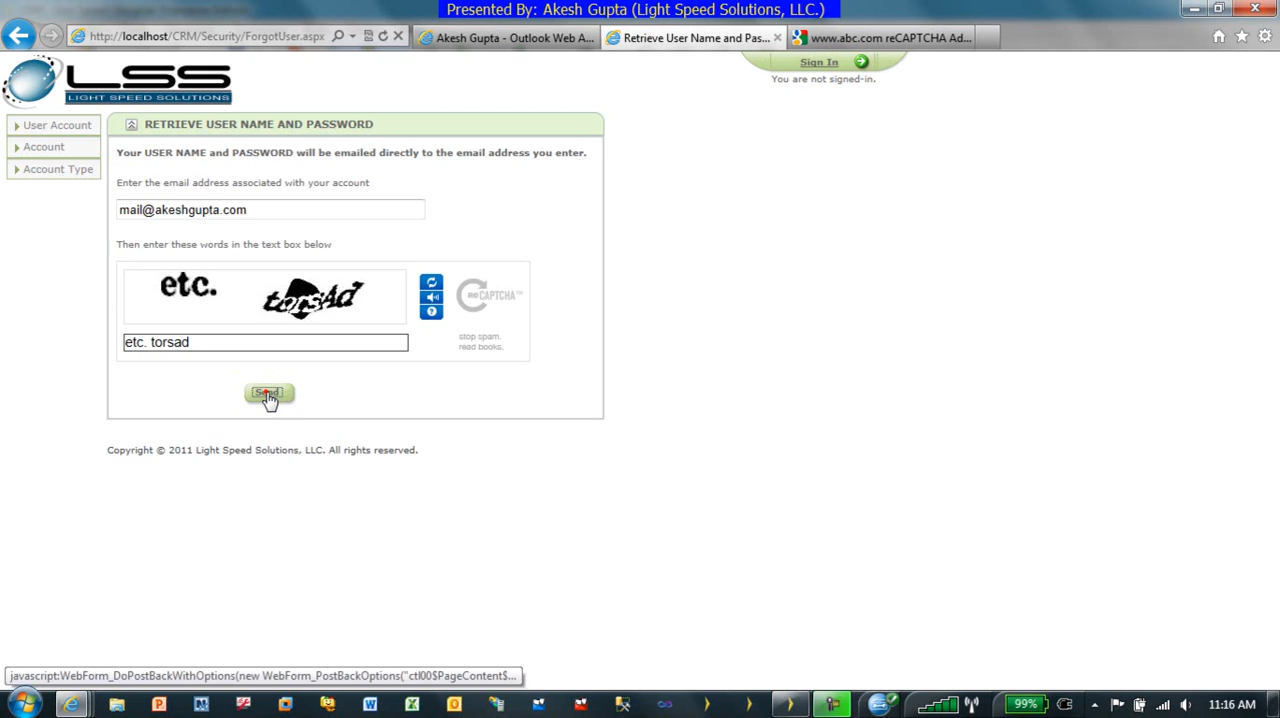 Presented By: Akesh Gupta (Light Speed Solutions, LLC.)
http://localhost/CRM/Security/ForgotUser.aspx
Akesh Gupta - Outlook Web A...
Retrieve User Name and Pas...
www.abc.com reCAPTCHA Ad...
LSS
LIGHT SPEED SOLUTIONS
Sign In
You are not signed-in.
User Account
Account
Account Type
RETRIEVE USER NAME AND PASSWORD
Your USER NAME and PASSWORD will be emailed directly to the email address you enter.
Enter the email address associated with your account
mail@akeshgupta.com
Then enter these words in the text box below
etc. torsAd
reCAPTCHA™
etc. torsad
stop spam.
read books.
Send
Copyright © 2011 Light Speed Solutions, LLC. All rights reserved.
javascript:WebForm_DoPostBackWithOptions(new WebForm_PostBackOptions("ctl00$PageContent$...
99%
11:16 AM